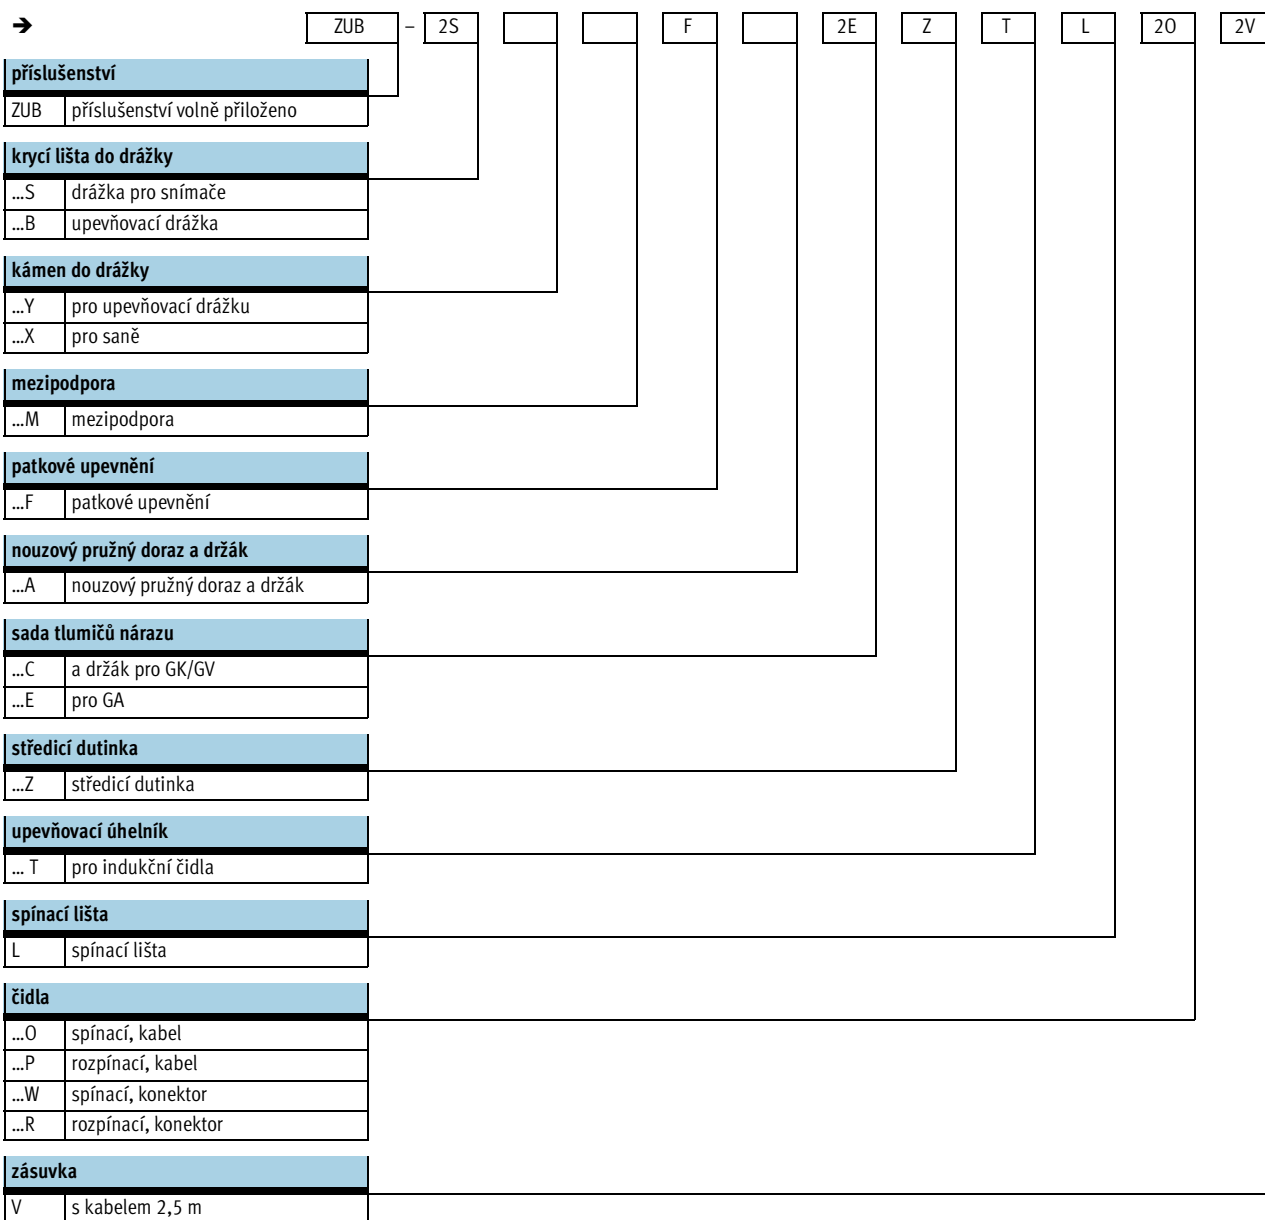 ➔ ZUB – 2S F 2E Z T L 2O 2V
příslušenství
ZUB příslušenství volně přiloženo
krycí lišta do drážky
...S drážka pro snímače
...B upevňovací drážka
kámen do drážky
...Y pro upevňovací drážku
...X pro saně
mezipodpora
...M mezipodpora
patkové upevnění
...F patkové upevnění
nouzový pružný doraz a držák
...A nouzový pružný doraz a držák
sada tlumičů nárazu
...C a držák pro GK/GV
...E pro GA
středicí dutinka
...Z středicí dutinka
upevňovací úhelník
... T pro indukční čidla
spínací lišta
L spínací lišta
čidla
...O spínací, kabel
...P rozpínací, kabel
...W spínací, konektor
...R rozpínací, konektor
zásuvka
V s kabelem 2,5 m